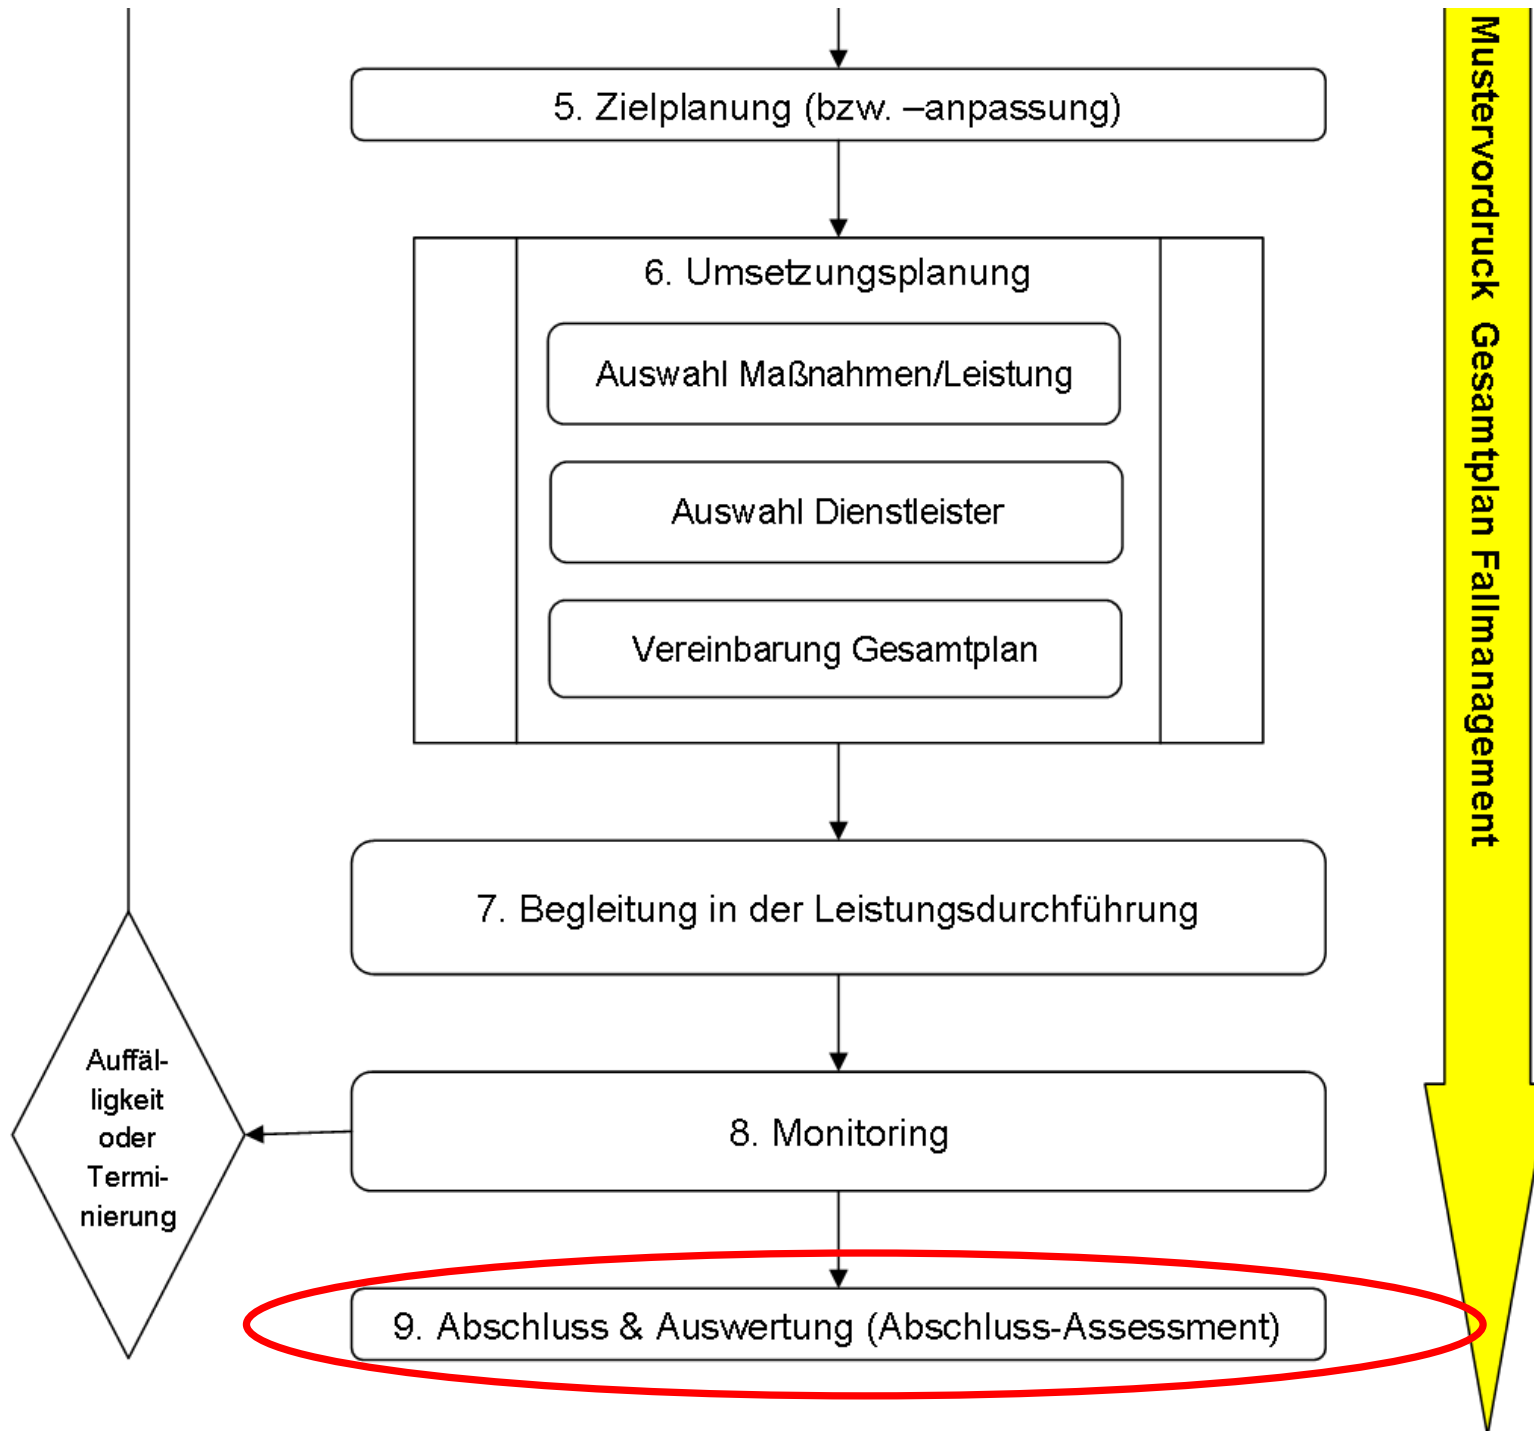 5. Zielplanung (bzw. –anpassung)
6. Umsetzungsplanung
Auswahl Maßnahmen/Leistung
Auswahl Dienstleister
Vereinbarung Gesamtplan
7. Begleitung in der Leistungsdurchführung
Auffäl-
ligkeit
oder
Termi-
nierung
8. Monitoring
9. Abschluss & Auswertung (Abschluss-Assessment)
Mustervordruck Gesamtplan Fallmanagement